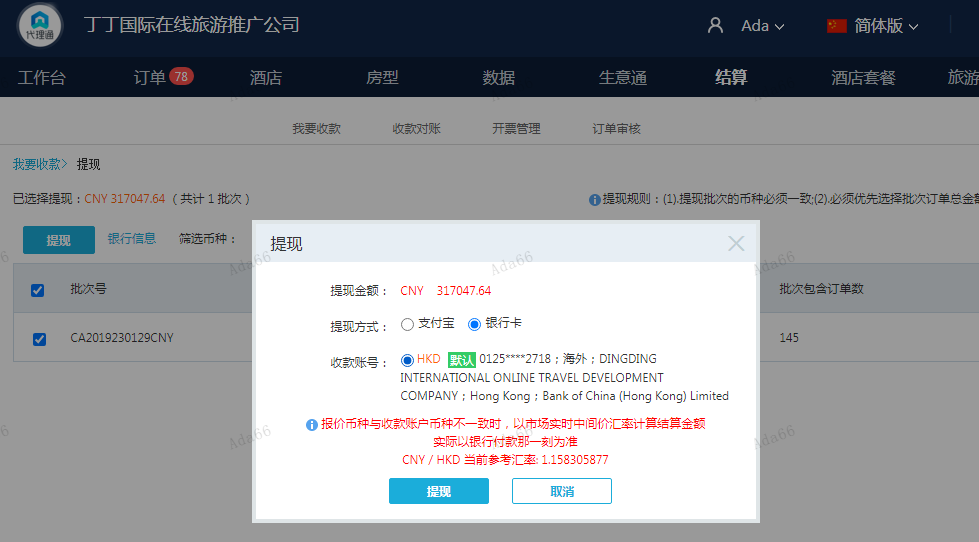 代理通
丁丁国际在线旅游推广公司
Ada
简体版
工作台
订单 78
酒店
房型
数据
生意通
结算
酒店套餐
旅游
我要收款
收款对账
开票管理
订单审核
我要收款> 提现
已选择提现：CNY 317047.64 （共计 1 批次）
提现规则：(1).提现批次的币种必须一致;(2).必须优先选择批次订单总金额
提现
银行信息
筛选币种：
批次号
批次包含订单数
CA2019230129CNY
145
提现
提现金额： CNY 317047.64
提现方式： 支付宝 银行卡
收款账号： HKD 默认 0125****2718；海外；DINGDING
INTERNATIONAL ONLINE TRAVEL DEVELOPMENT
COMPANY；Hong Kong；Bank of China (Hong Kong) Limited
报价币种与收款账户币种不一致时，以市场实时中间价汇率计算结算金额
实际以银行付款那一刻为准
CNY / HKD 当前参考汇率: 1.158305877
提现
取消
Ada66
Ada66
Ada66
Ada66
Ada66